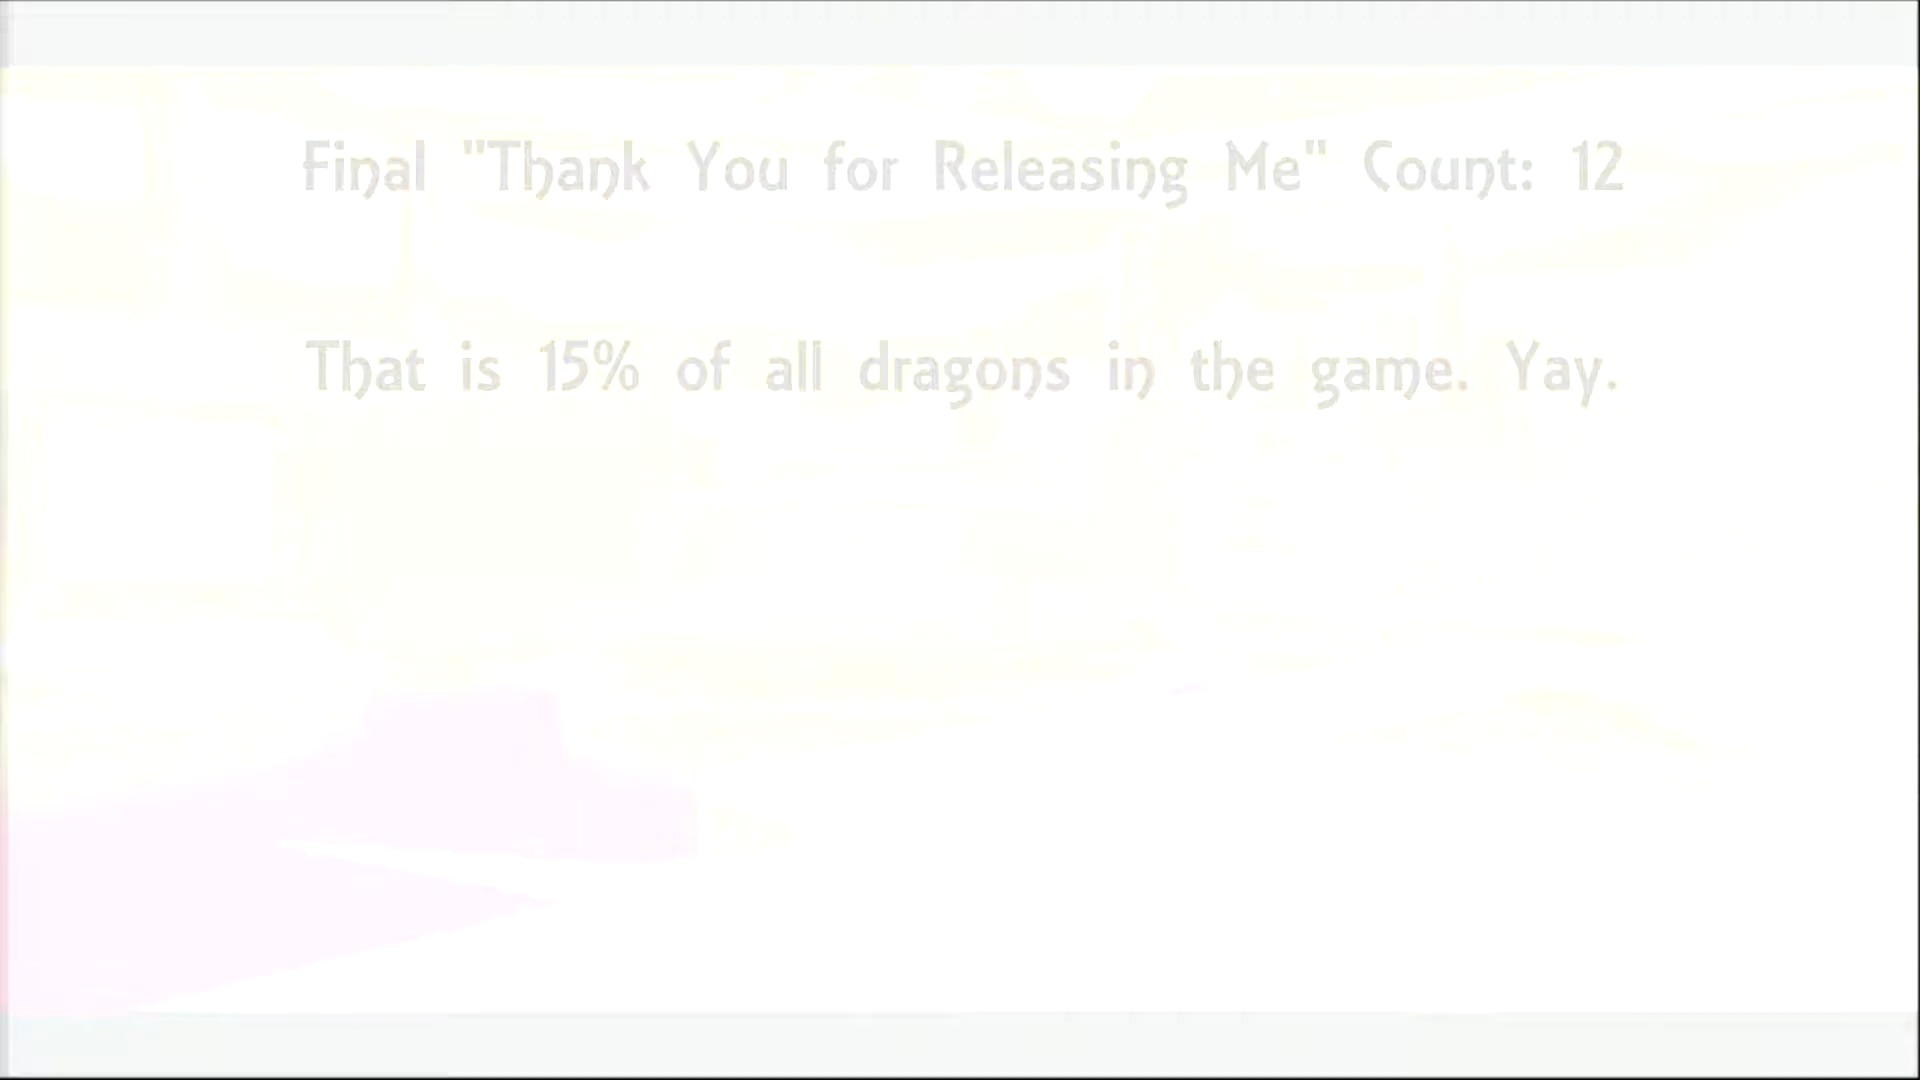 Final "Thank You for Releasing Me" Count: 12
That is 15% of all dragons in the game. Yay.